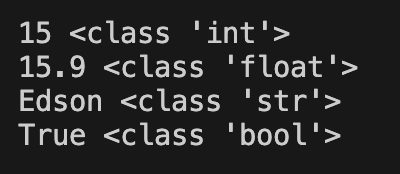 15 <class 'int'>
15.9 <class 'float'>
Edson <class 'str'>
True <class 'bool'>